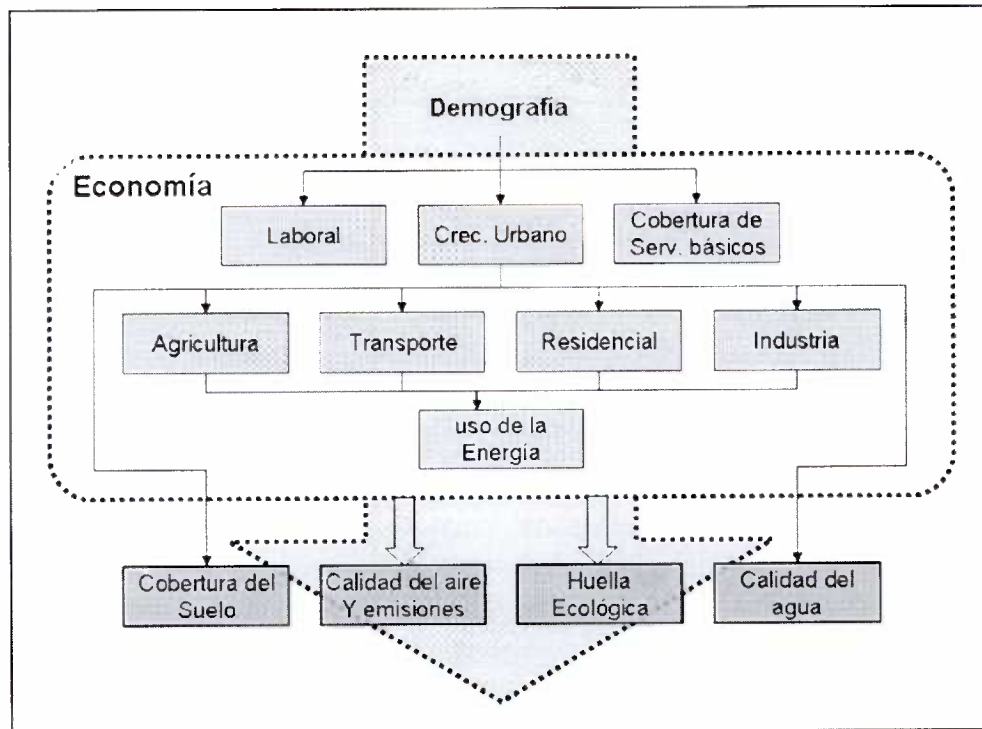 Demografía
Economía
Laboral
Crec. Urbano
Cobertura de
Serv. básicos
Agricultura
Transporte
Residencial
Industria
uso de la
Energía
Cobertura del
Suelo
Calidad del aire
Y emisiones
Huella
Ecológica
Calidad del
agua